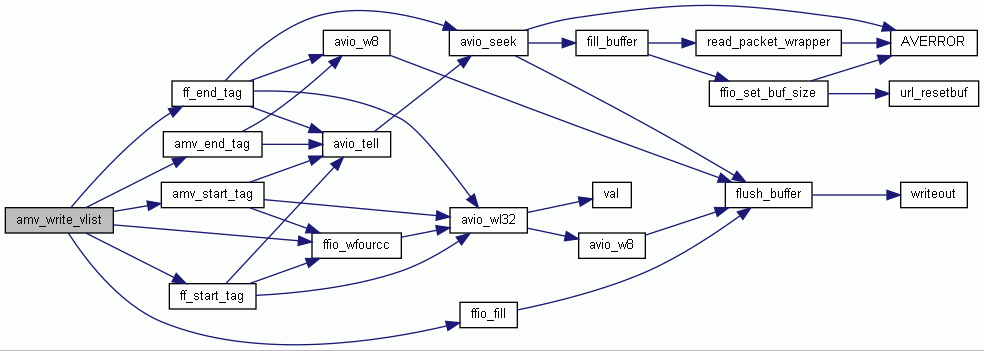 amv_write_vlist
ff_end_tag
amv_end_tag
amv_start_tag
ff_start_tag
avio_w8
avio_tell
ffio_wfourcc
avio_seek
avio_wl32
ffio_fill
fill_buffer
val
avio_w8
read_packet_wrapper
ffio_set_buf_size
flush_buffer
AVERROR
url_resetbuf
writeout